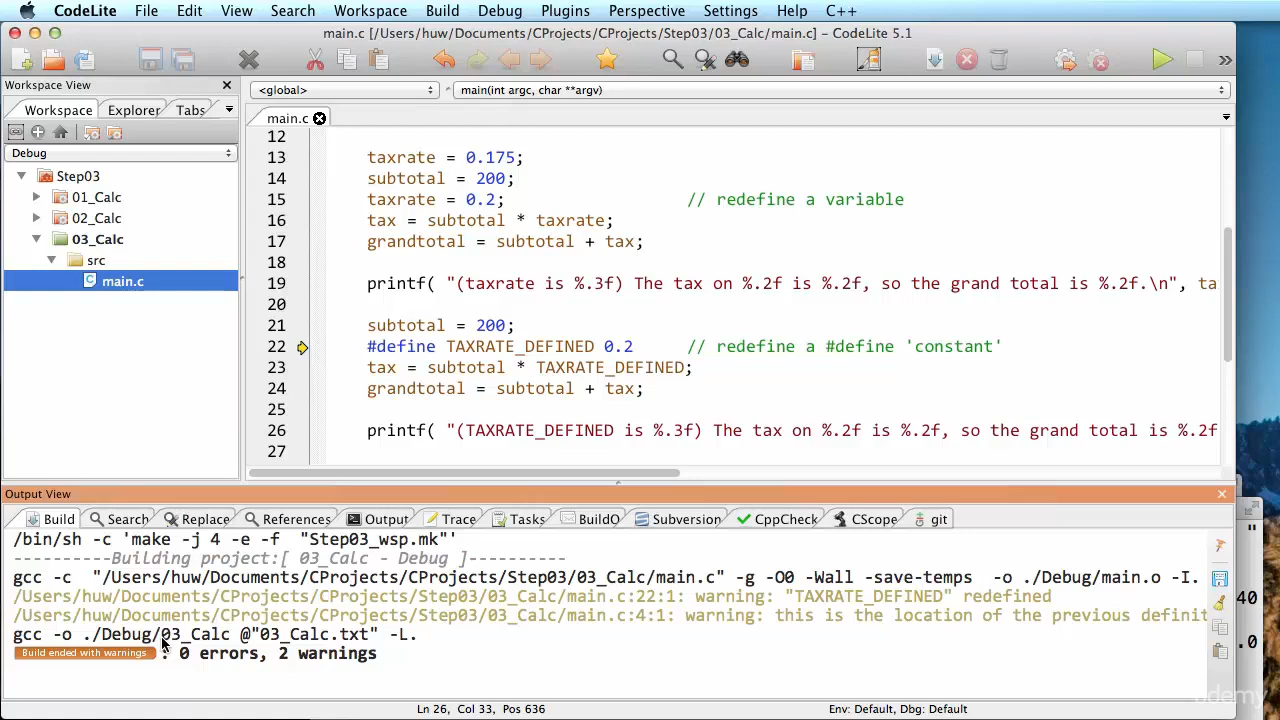 CodeLite File Edit View Search Workspace Build Debug Plugins Perspective Settings Help C++
main.c [/Users/huw/Documents/CProjects/CProjects/Step03/03_Calc/main.c] – CodeLite 5.1
Workspace View
<global>
main(int argc, char **argv)
Workspace Explorer Tabs
main.c
Debug
Step03
01_Calc
02_Calc
03_Calc
src
main.c
12
13 taxrate = 0.175;
14 subtotal = 200;
15 taxrate = 0.2; // redefine a variable
16 tax = subtotal * taxrate;
17 grandtotal = subtotal + tax;
18
19 printf( "(taxrate is %.3f) The tax on %.2f is %.2f, so the grand total is %.2f.\n", ta
20
21 subtotal = 200;
22 #define TAXRATE_DEFINED 0.2 // redefine a #define 'constant'
23 tax = subtotal * TAXRATE_DEFINED;
24 grandtotal = subtotal + tax;
25
26 printf( "(TAXRATE_DEFINED is %.3f) The tax on %.2f is %.2f, so the grand total is %.2f
27
Output View
Build Search Replace References Output Trace Tasks BuildQ Subversion CppCheck CScope git
/bin/sh -c 'make -j 4 -e -f "Step03_wsp.mk"'
----------Building project:[ 03_Calc - Debug ]----------
gcc -c "/Users/huw/Documents/CProjects/CProjects/Step03/03_Calc/main.c" -g -O0 -Wall -save-temps -o ./Debug/main.o -I.
/Users/huw/Documents/CProjects/CProjects/Step03/03_Calc/main.c:22:1: warning: "TAXRATE_DEFINED" redefined
/Users/huw/Documents/CProjects/CProjects/Step03/03_Calc/main.c:4:1: warning: this is the location of the previous definit
gcc -o ./Debug/03_Calc @"03_Calc.txt" -L.
Build ended with warnings : 0 errors, 2 warnings
"
40
.0
Ln 26, Col 33, Pos 636
Env: Default, Dbg: Default
udemy